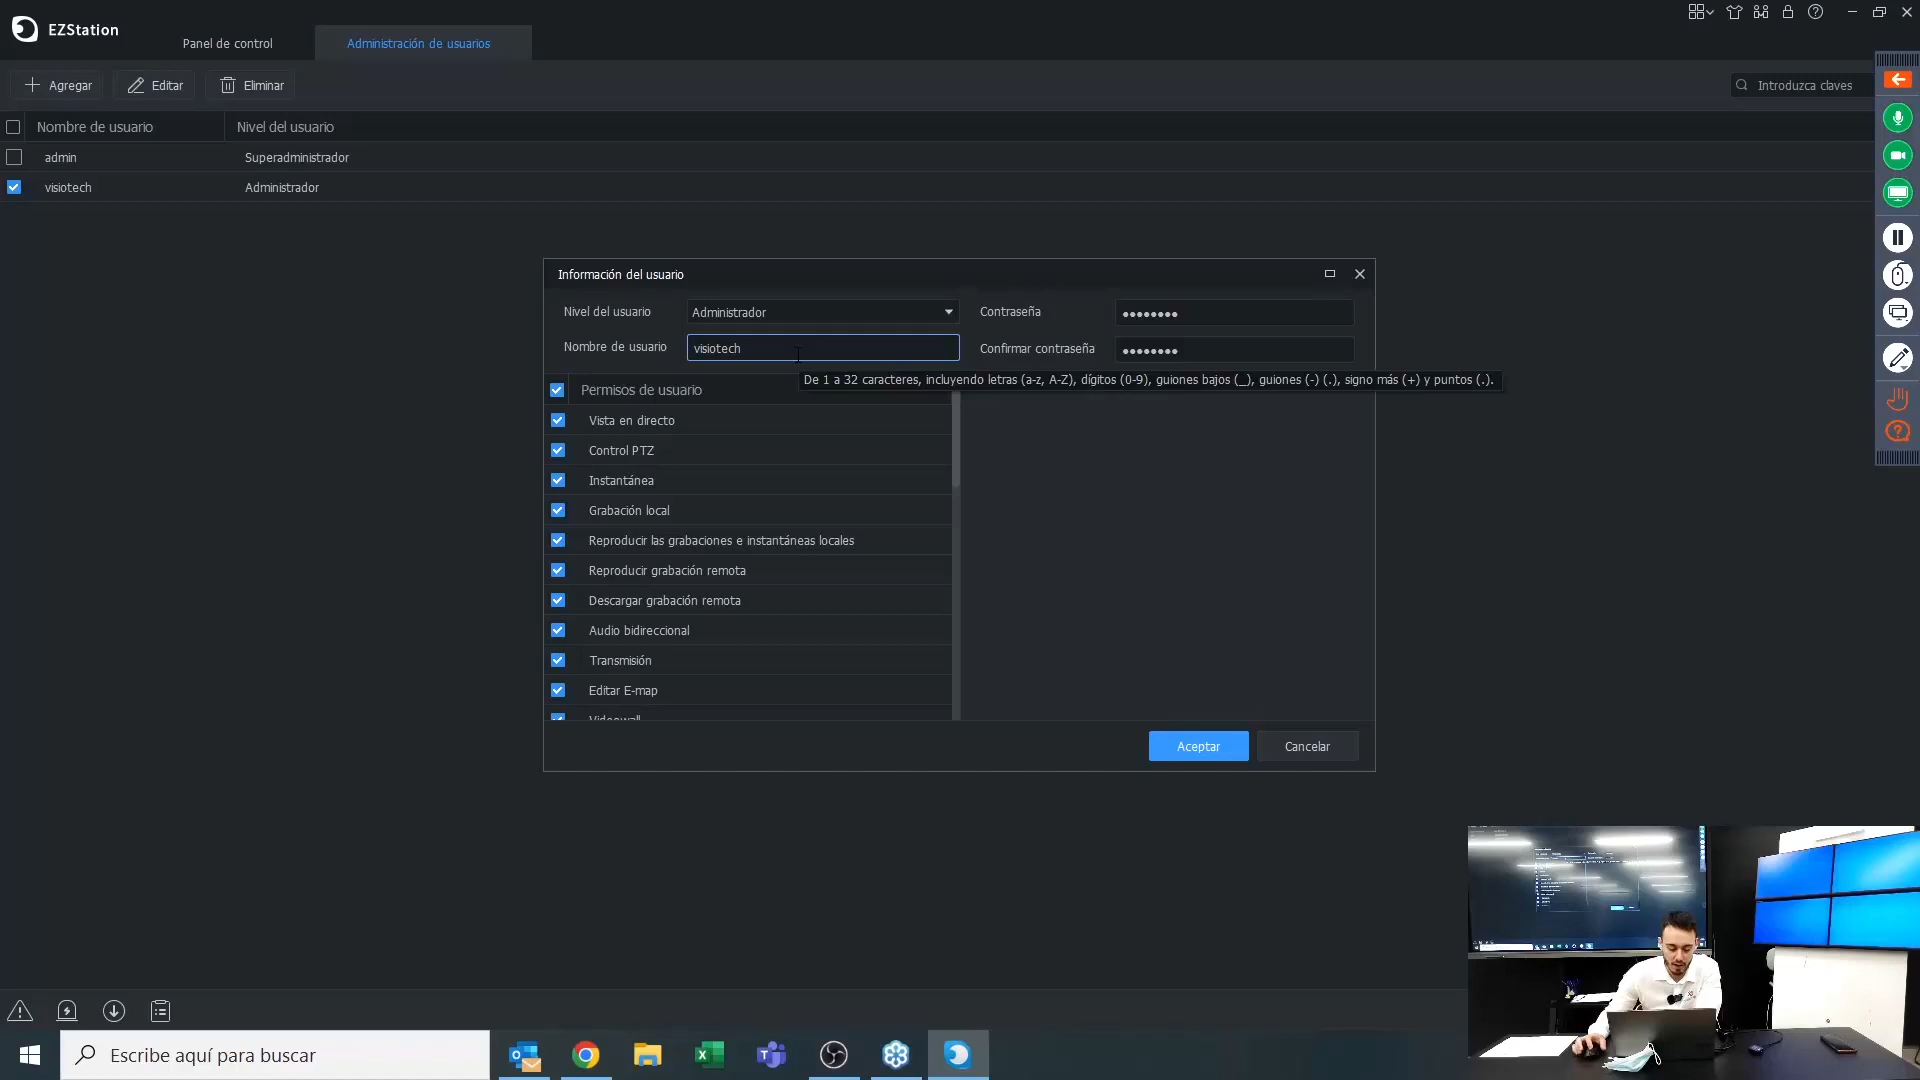 EZStation
Panel de control
Administración de usuarios
Agregar
Editar
Eliminar
Introduzca claves
Nombre de usuario
Nivel del usuario
admin
Superadministrador
visiotech
Administrador
Información del usuario
Nivel del usuario
Administrador
Contraseña
Nombre de usuario
visiotech
Confirmar contraseña
De 1 a 32 caracteres, incluyendo letras (a-z, A-Z), dígitos (0-9), guiones bajos (_), guiones (-) (.), signo más (+) y puntos (.).
Permisos de usuario
Vista en directo
Control PTZ
Instantánea
Grabación local
Reproducir las grabaciones e instantáneas locales
Reproducir grabación remota
Descargar grabación remota
Audio bidireccional
Transmisión
Editar E-map
Videowall
Aceptar
Cancelar
Escribe aquí para buscar